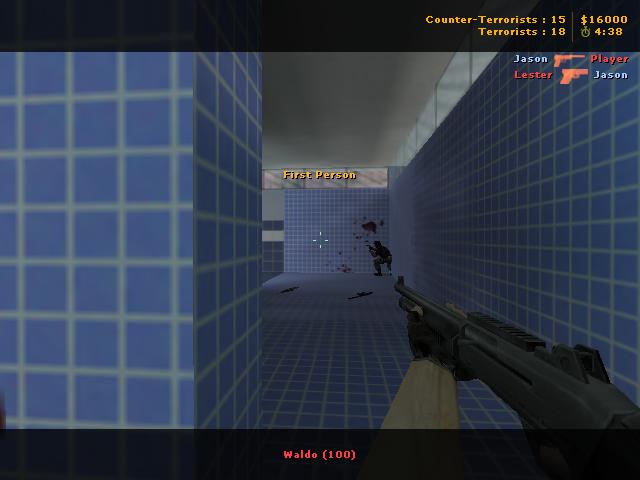 Counter-Terrorists : 15 $16000
Terrorists : 18 4:38
Jason Player
Lester Jason
First Person
Waldo (100)